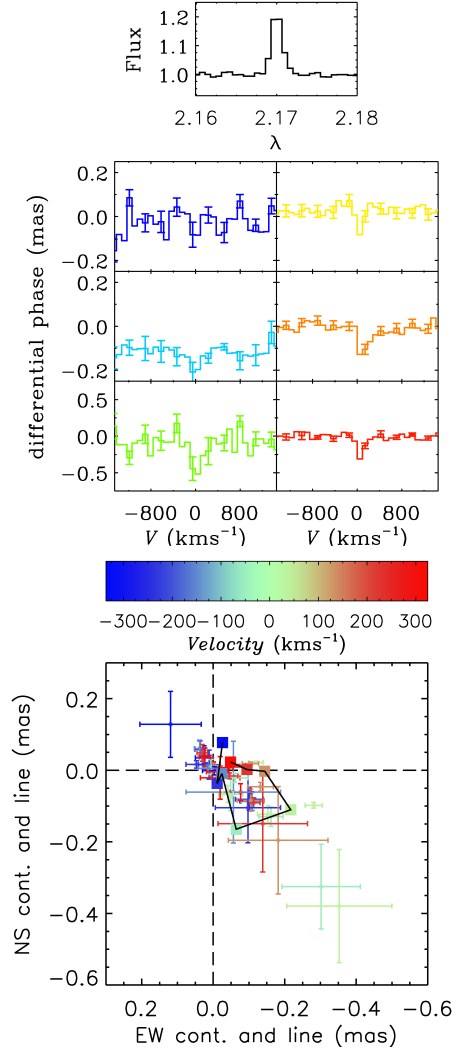 Flux
1.2
1.1
1.0
2.16 2.17 2.18
λ
differential phase (mas)
0.2
0.0
−0.2
0.0
−0.2
0.5
0.0
−0.5
−800 0 800 −800 0 800
V (kms⁻¹) V (kms⁻¹)
−300 −200 −100 0 100 200 300
Velocity (kms⁻¹)
NS cont. and line (mas)
0.2
0.0
−0.2
−0.4
−0.6
0.2 0.0 −0.2 −0.4 −0.6
EW cont. and line (mas)